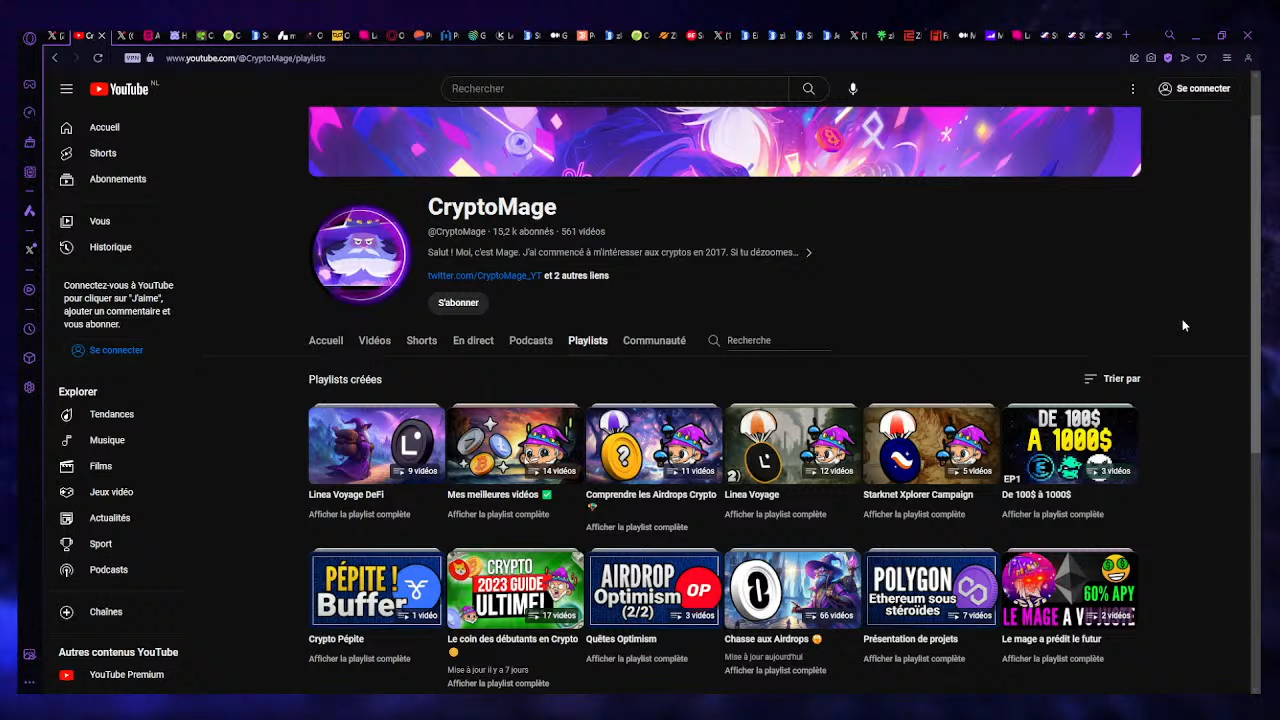 www.youtube.com/@CryptoMage/playlists
VPN
YouTube NL
Rechercher
Se connecter
Accueil
Shorts
Abonnements
Vous
Historique
Connectez-vous à YouTube
pour cliquer sur "J'aime",
ajouter un commentaire et
vous abonner.
Se connecter
Explorer
Tendances
Musique
Films
Jeux vidéo
Actualités
Sport
Podcasts
Chaînes
Autres contenus YouTube
YouTube Premium
CryptoMage
@CryptoMage · 15,2 k abonnés · 561 vidéos
Salut ! Moi, c'est Mage. J'ai commencé à m'intéresser aux cryptos en 2017. Si tu dézoomes...
twitter.com/CryptoMage_YT et 2 autres liens
S'abonner
Accueil Vidéos Shorts En direct Podcasts Playlists Communauté Recherche
Playlists créées
Trier par
9 vidéos
Linea Voyage DeFi
Afficher la playlist complète
14 vidéos
Mes meilleures vidéos ✅
Afficher la playlist complète
11 vidéos
Comprendre les Airdrops Crypto
Afficher la playlist complète
2)
12 vidéos
Linea Voyage
Afficher la playlist complète
5 vidéos
Starknet Xplorer Campaign
Afficher la playlist complète
DE 100$
A 1000$
EP1
3 vidéos
De 100$ à 1000$
Afficher la playlist complète
PÉPITE !
Buffer
1 vidéo
Crypto Pépite
Afficher la playlist complète
CRYPTO
2023 GUIDE
ULTIME!
17 vidéos
Le coin des débutants en Crypto
Mise à jour il y a 7 jours
Afficher la playlist complète
AIRDROP
Optimism
(2/2)
OP
3 vidéos
Quêtes Optimism
Afficher la playlist complète
66 vidéos
Chasse aux Airdrops
Mise à jour aujourd'hui
Afficher la playlist complète
POLYGON
Ethereum sous
stéroïdes
7 vidéos
Présentation de projets
Afficher la playlist complète
60% APY
LE MAGE A VU JUSTE
2 vidéos
Le mage a prédit le futur
Afficher la playlist complète